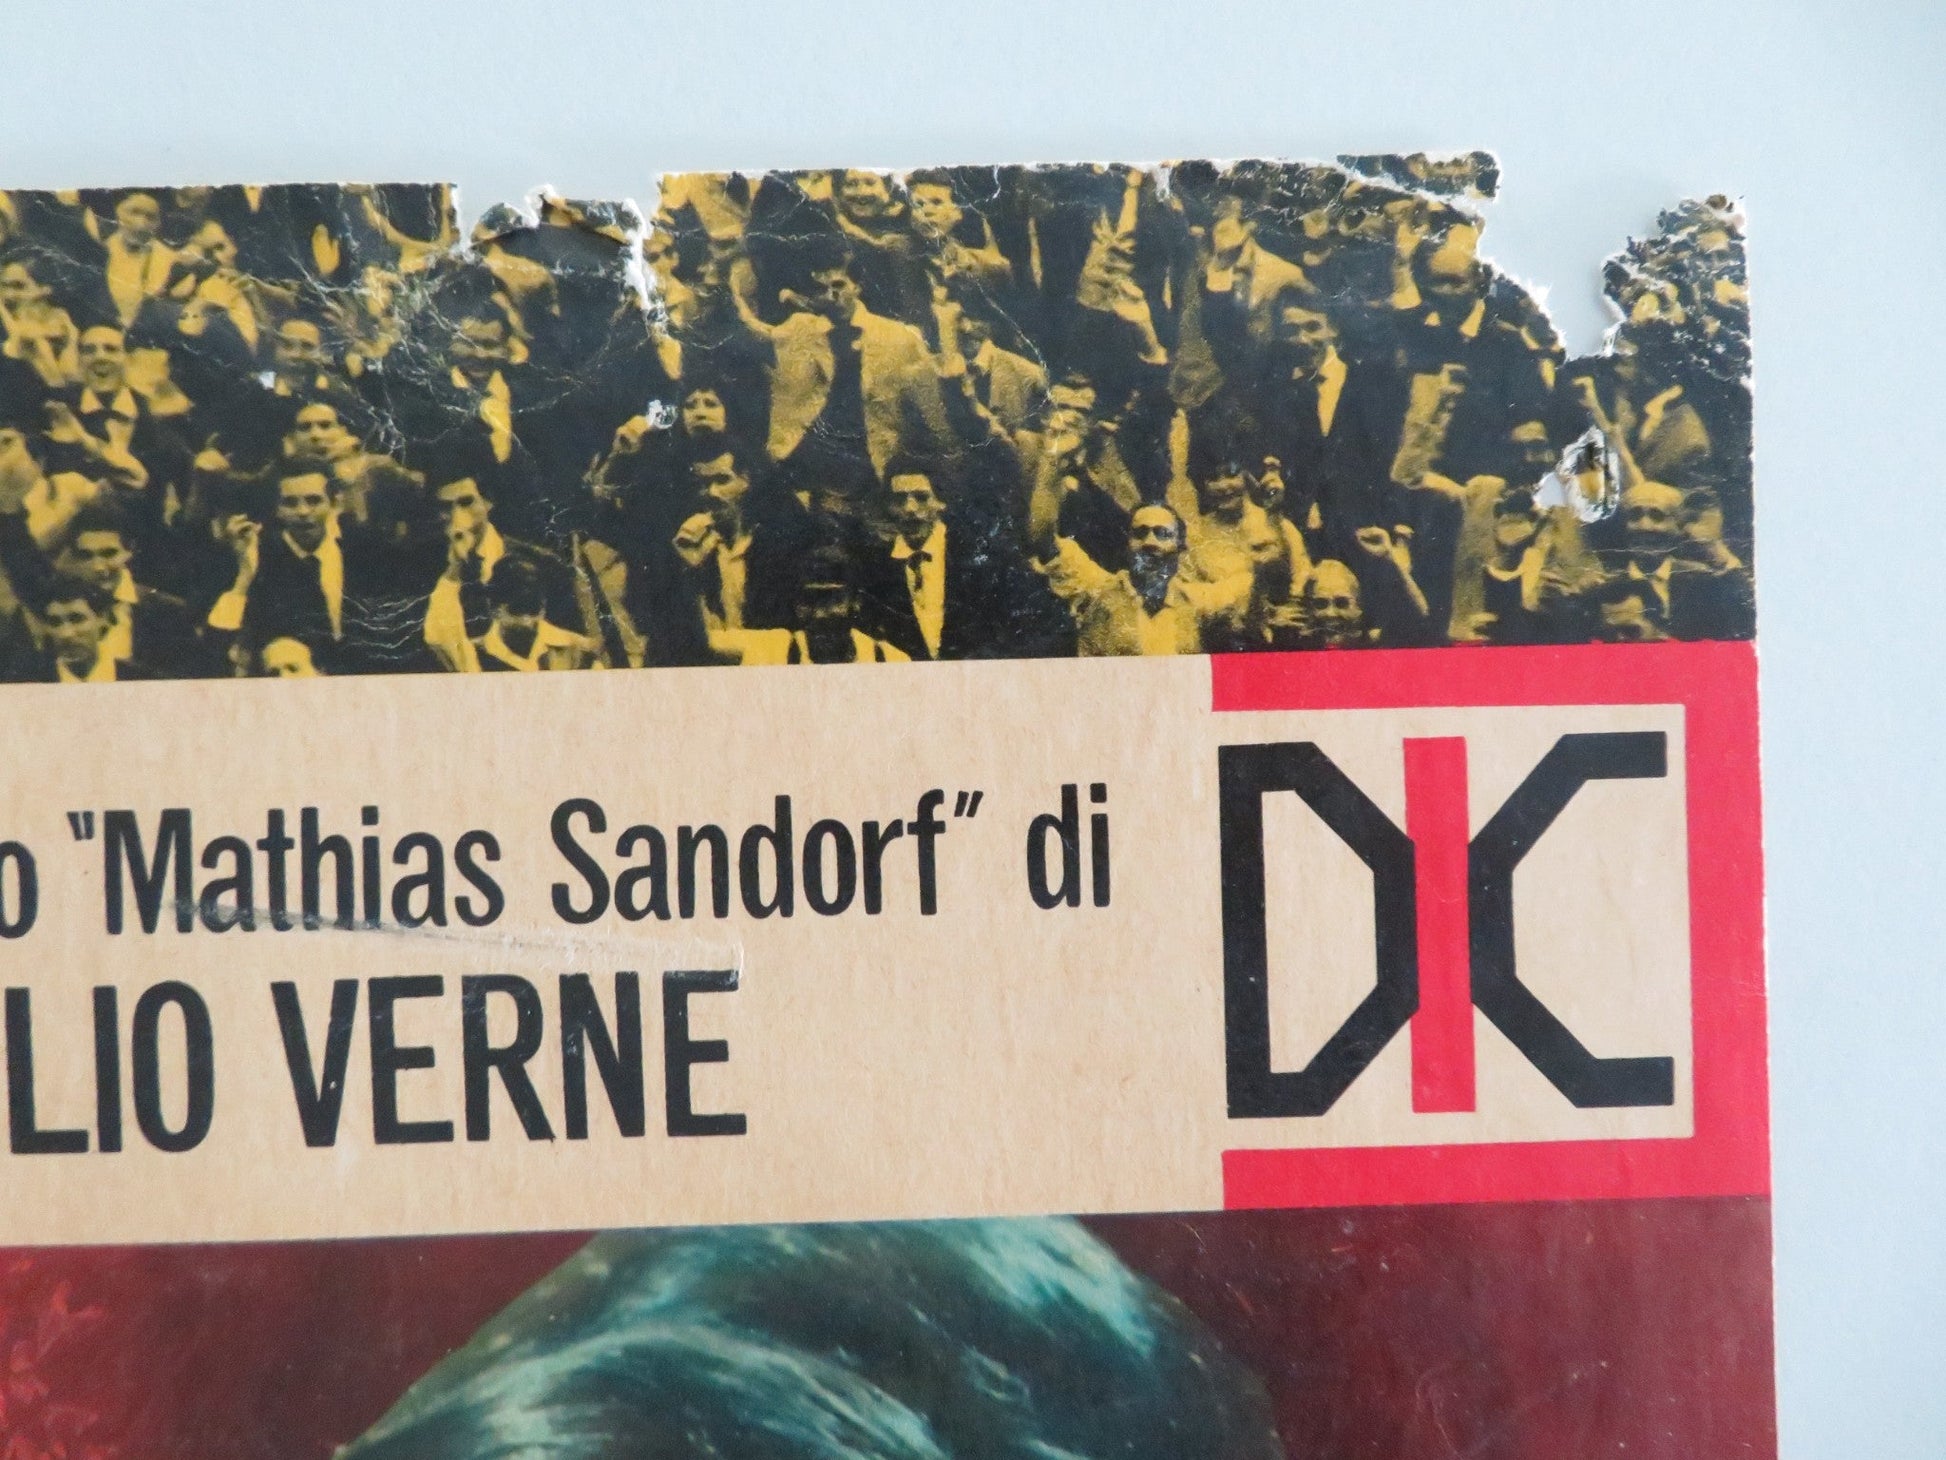 o "Mathias Sandorf" di
LIO VERNE
DIC